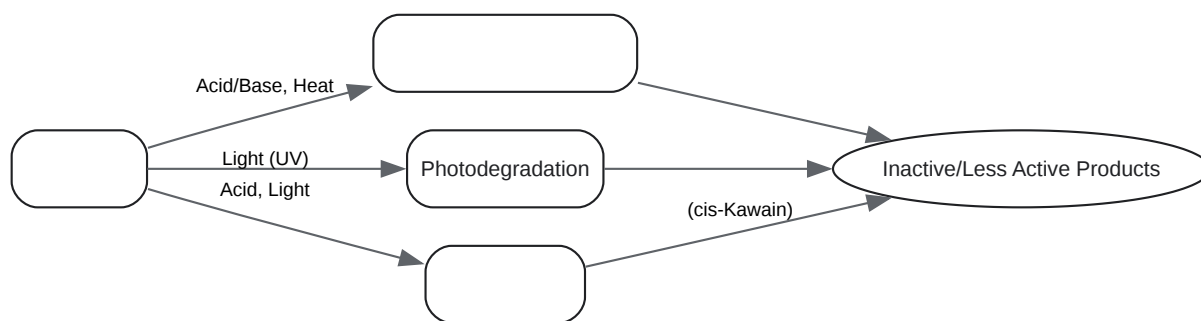 Acid/Base, Heat
Light (UV)
Photodegradation
Inactive/Less Active Products
Acid, Light
(cis-Kawain)